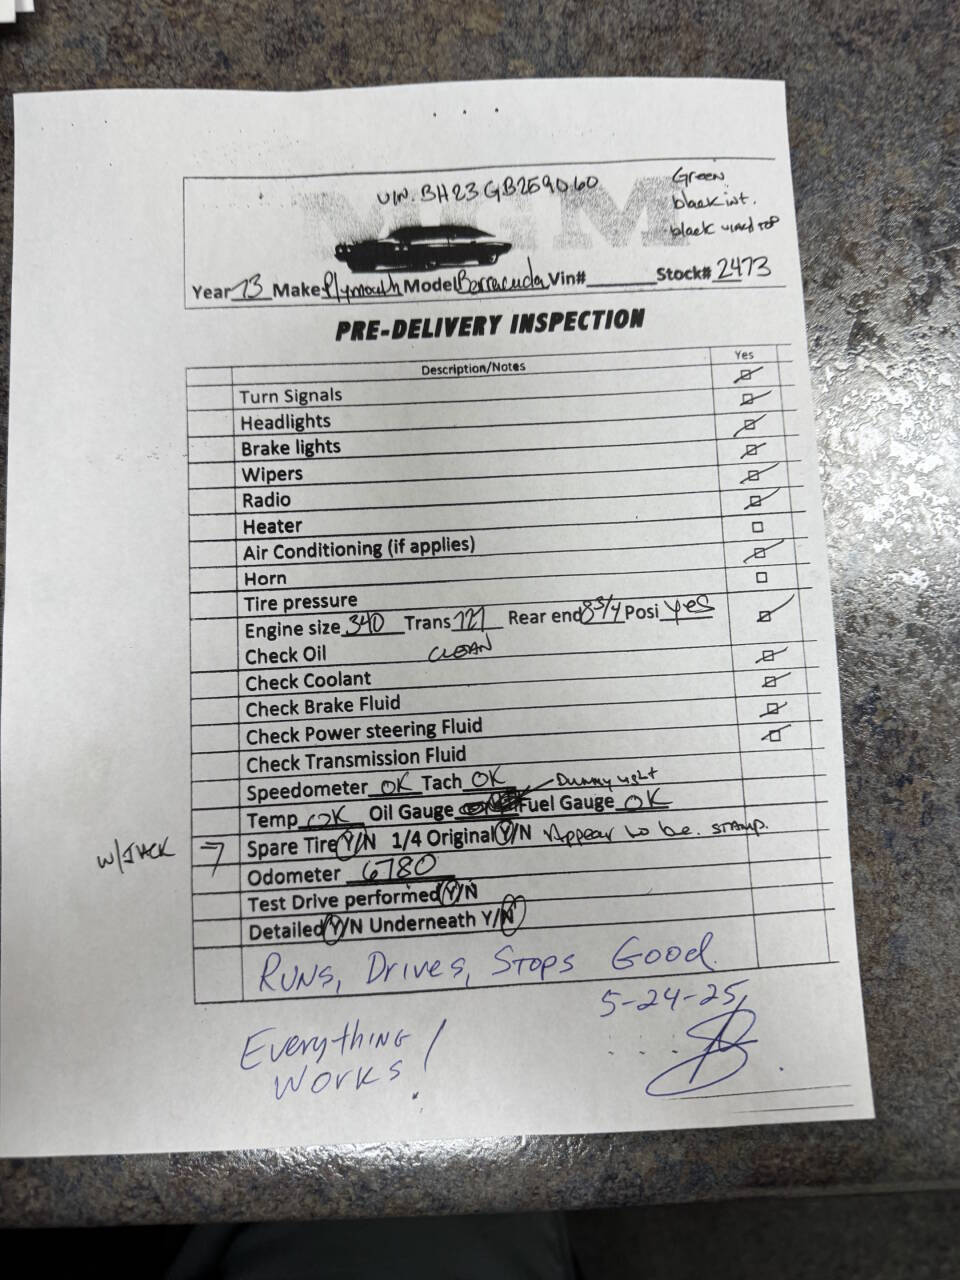 VIN. BH23GB259060
Green
black int.
black vinyl top
MGM
Year 73 Make Plymouth Model Barracuda Vin#______ Stock# 2473
PRE-DELIVERY INSPECTION
Description/Notes Yes
Turn Signals
Headlights
Brake lights
Wipers
Radio
Heater
Air Conditioning (if applies)
Horn
Tire pressure
Engine size 340 Trans 727 Rear end 8 3/4 Posi yes
Check Oil CLEAN
Check Coolant
Check Brake Fluid
Check Power steering Fluid
Check Transmission Fluid
Speedometer OK Tach OK
Dummy light
Temp OK Oil Gauge Fuel Gauge OK
W/JACK Spare Tire Y/N 1/4 Original Y/N Appear to be. STAMP.
Odometer 6780
Test Drive performed Y/N
Detailed Y/N Underneath Y/N
RUNS, DRIVES, STOPS GOOD.
5-24-25
EVERYTHING
WORKS!